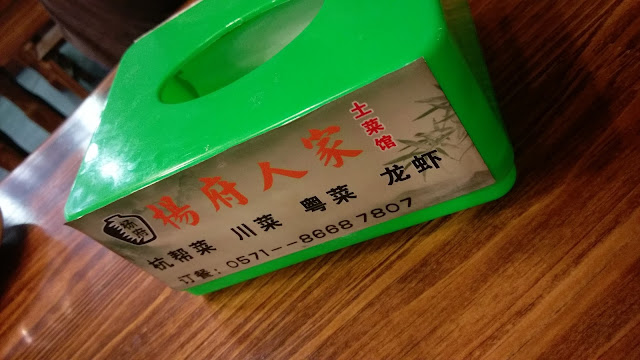 楊府人家
土菜馆
杭帮菜 川菜 粤菜 龙虾
订餐：0571--86687807